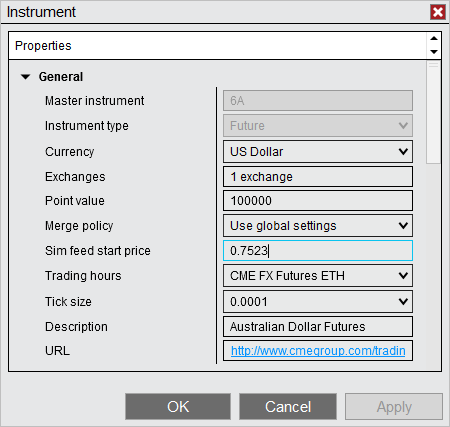 Instrument
Properties
General
Master instrument 6A
Instrument type Future
Currency US Dollar
Exchanges 1 exchange
Point value 100000
Merge policy Use global settings
Sim feed start price 0.7523
Trading hours CME FX Futures ETH
Tick size 0.0001
Description Australian Dollar Futures
URL http://www.cmegroup.com/tradin
OK Cancel Apply